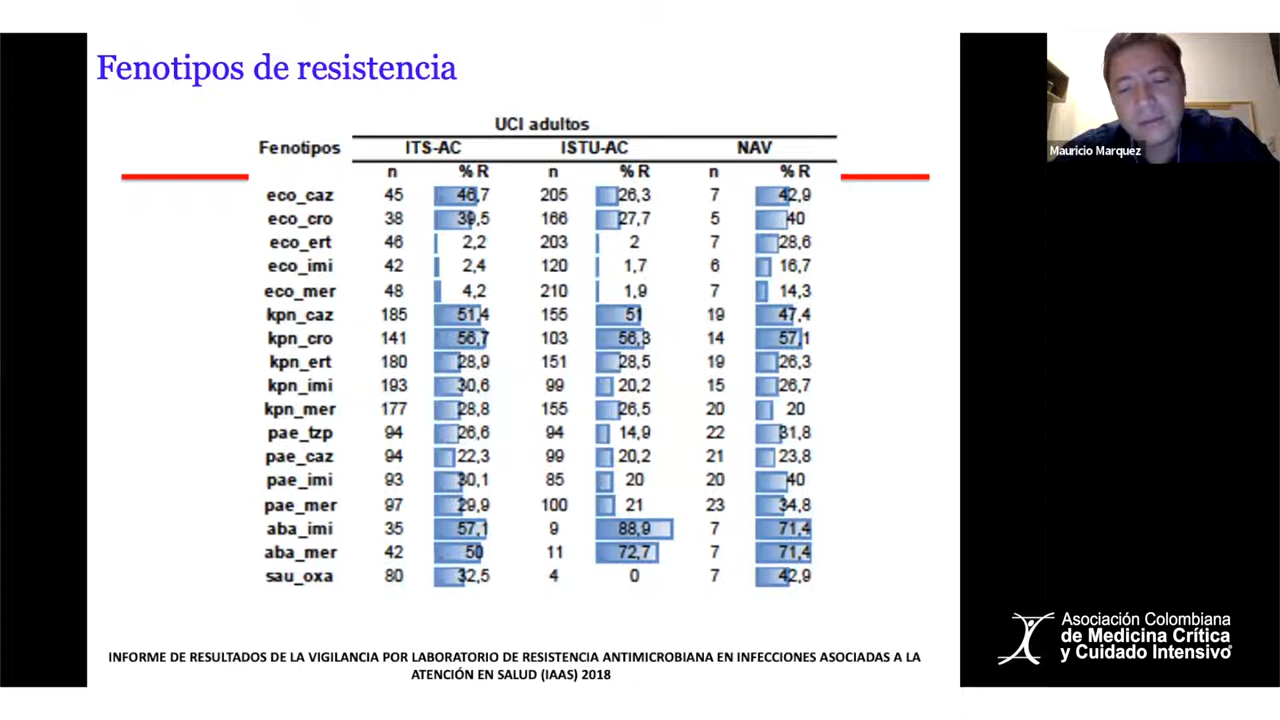 Fenotipos de resistencia
UCI adultos
Fenotipos ITS-AC ISTU-AC NAV
n % R n % R n % R
eco_caz 45 46,7 205 26,3 7 42,9
eco_cro 38 39,5 166 27,7 5 40
eco_ert 46 2,2 203 2 7 28,6
eco_imi 42 2,4 120 1,7 6 16,7
eco_mer 48 4,2 210 1,9 7 14,3
kpn_caz 185 51,4 155 51 19 47,4
kpn_cro 141 56,7 103 56,3 14 57,1
kpn_ert 180 28,9 151 28,5 19 26,3
kpn_imi 193 30,6 99 20,2 15 26,7
kpn_mer 177 28,8 155 26,5 20 20
pae_tzp 94 26,6 94 14,9 22 31,8
pae_caz 94 22,3 99 20,2 21 23,8
pae_imi 93 30,1 85 20 20 40
pae_mer 97 29,9 100 21 23 34,8
aba_imi 35 57,1 9 88,9 7 71,4
aba_mer 42 50 11 72,7 7 71,4
sau_oxa 80 32,5 4 0 7 42,9
INFORME DE RESULTADOS DE LA VIGILANCIA POR LABORATORIO DE RESISTENCIA ANTIMICROBIANA EN INFECCIONES ASOCIADAS A LA
ATENCIÓN EN SALUD (IAAS) 2018
Mauricio Marquez
Asociación Colombiana
de Medicina Crítica
y Cuidado Intensivo